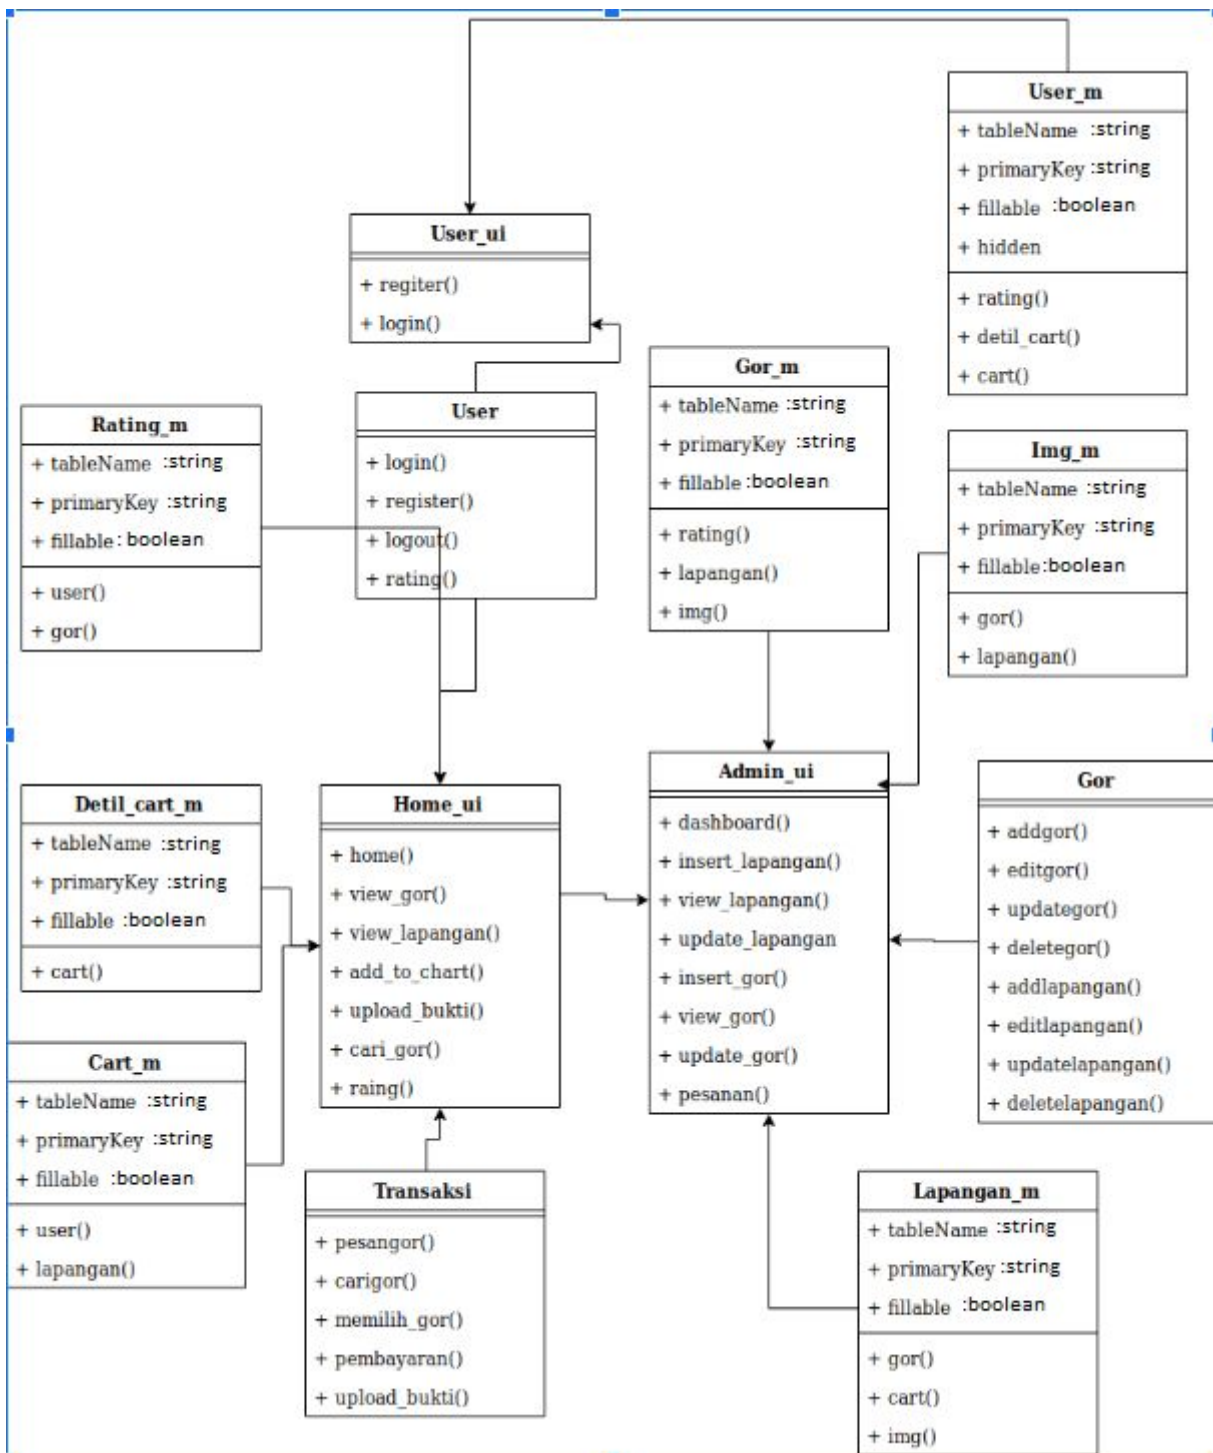 User_m
+ tableName :string
+ primaryKey :string
+ fillable :boolean
+ hidden
+ rating()
+ detil_cart()
+ cart()
User_ui
+ regiter()
+ login()
Gor_m
+ tableName :string
+ primaryKey :string
+ fillable :boolean
+ rating()
+ lapangan()
+ img()
User
+ login()
+ register()
+ logout()
+ rating()
Rating_m
+ tableName :string
+ primaryKey :string
+ fillable : boolean
+ user()
+ gor()
Img_m
+ tableName :string
+ primaryKey :string
+ fillable :boolean
+ gor()
+ lapangan()
Detil_cart_m
+ tableName :string
+ primaryKey :string
+ fillable :boolean
+ cart()
Home_ui
+ home()
+ view_gor()
+ view_lapangan()
+ add_to_chart()
+ upload_bukti()
+ cari_gor()
+ raing()
Admin_ui
+ dashboard()
+ insert_lapangan()
+ view_lapangan()
+ update_lapangan
+ insert_gor()
+ view_gor()
+ update_gor()
+ pesanan()
Gor
+ addgor()
+ editgor()
+ updategor()
+ deletegor()
+ addlapangan()
+ editlapangan()
+ updatelapangan()
+ deletelapangan()
Cart_m
+ tableName :string
+ primaryKey :string
+ fillable :boolean
+ user()
+ lapangan()
Transaksi
+ pesangor()
+ carigor()
+ memilih_gor()
+ pembayaran()
+ upload_bukti()
Lapangan_m
+ tableName :string
+ primaryKey :string
+ fillable :boolean
+ gor()
+ cart()
+ img()